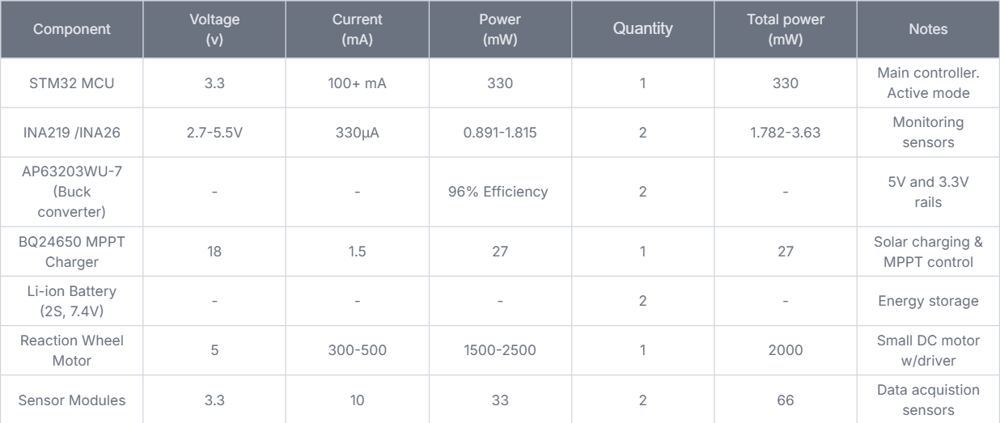 Component
Voltage
(v)
Current
(mA)
Power
(mW)
Quantity
Total power
(mW)
Notes
STM32 MCU
3.3
100+ mA
330
1
330
Main controller.
Active mode
INA219 /INA26
2.7-5.5V
330µA
0.891-1.815
2
1.782-3.63
Monitoring
sensors
AP63203WU-7
(Buck
converter)
-
-
96% Efficiency
2
-
5V and 3.3V
rails
BQ24650 MPPT
Charger
18
1.5
27
1
27
Solar charging &
MPPT control
Li-ion Battery
(2S, 7.4V)
-
-
-
2
-
Energy storage
Reaction Wheel
Motor
5
300-500
1500-2500
1
2000
Small DC motor
w/driver
Sensor Modules
3.3
10
33
2
66
Data acquistion
sensors